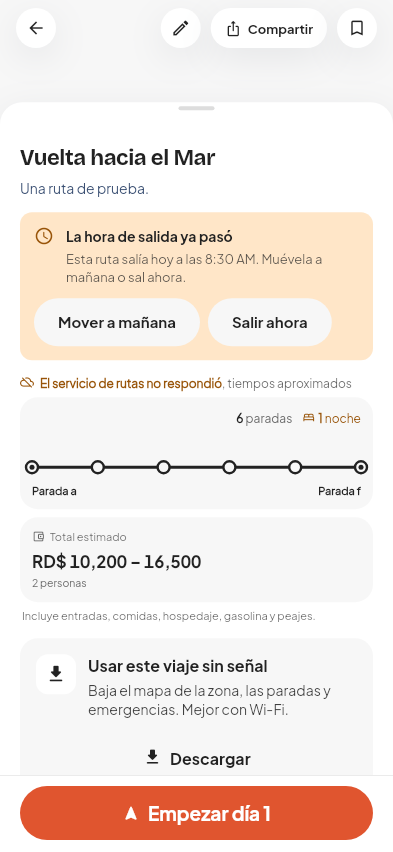 Compartir
Vuelta hacia el Mar
Una ruta de prueba.
La hora de salida ya pasó
Esta ruta salía hoy a las 8:30 AM. Muévela a
mañana o sal ahora.
Mover a mañana
Salir ahora
El servicio de rutas no respondió, tiempos aproximados
6 paradas 1 noche
Parada a
Parada f
Total estimado
RD$ 10,200 – 16,500
2 personas
Incluye entradas, comidas, hospedaje, gasolina y peajes.
Usar este viaje sin señal
Baja el mapa de la zona, las paradas y
emergencias. Mejor con Wi-Fi.
Descargar
Empezar día 1